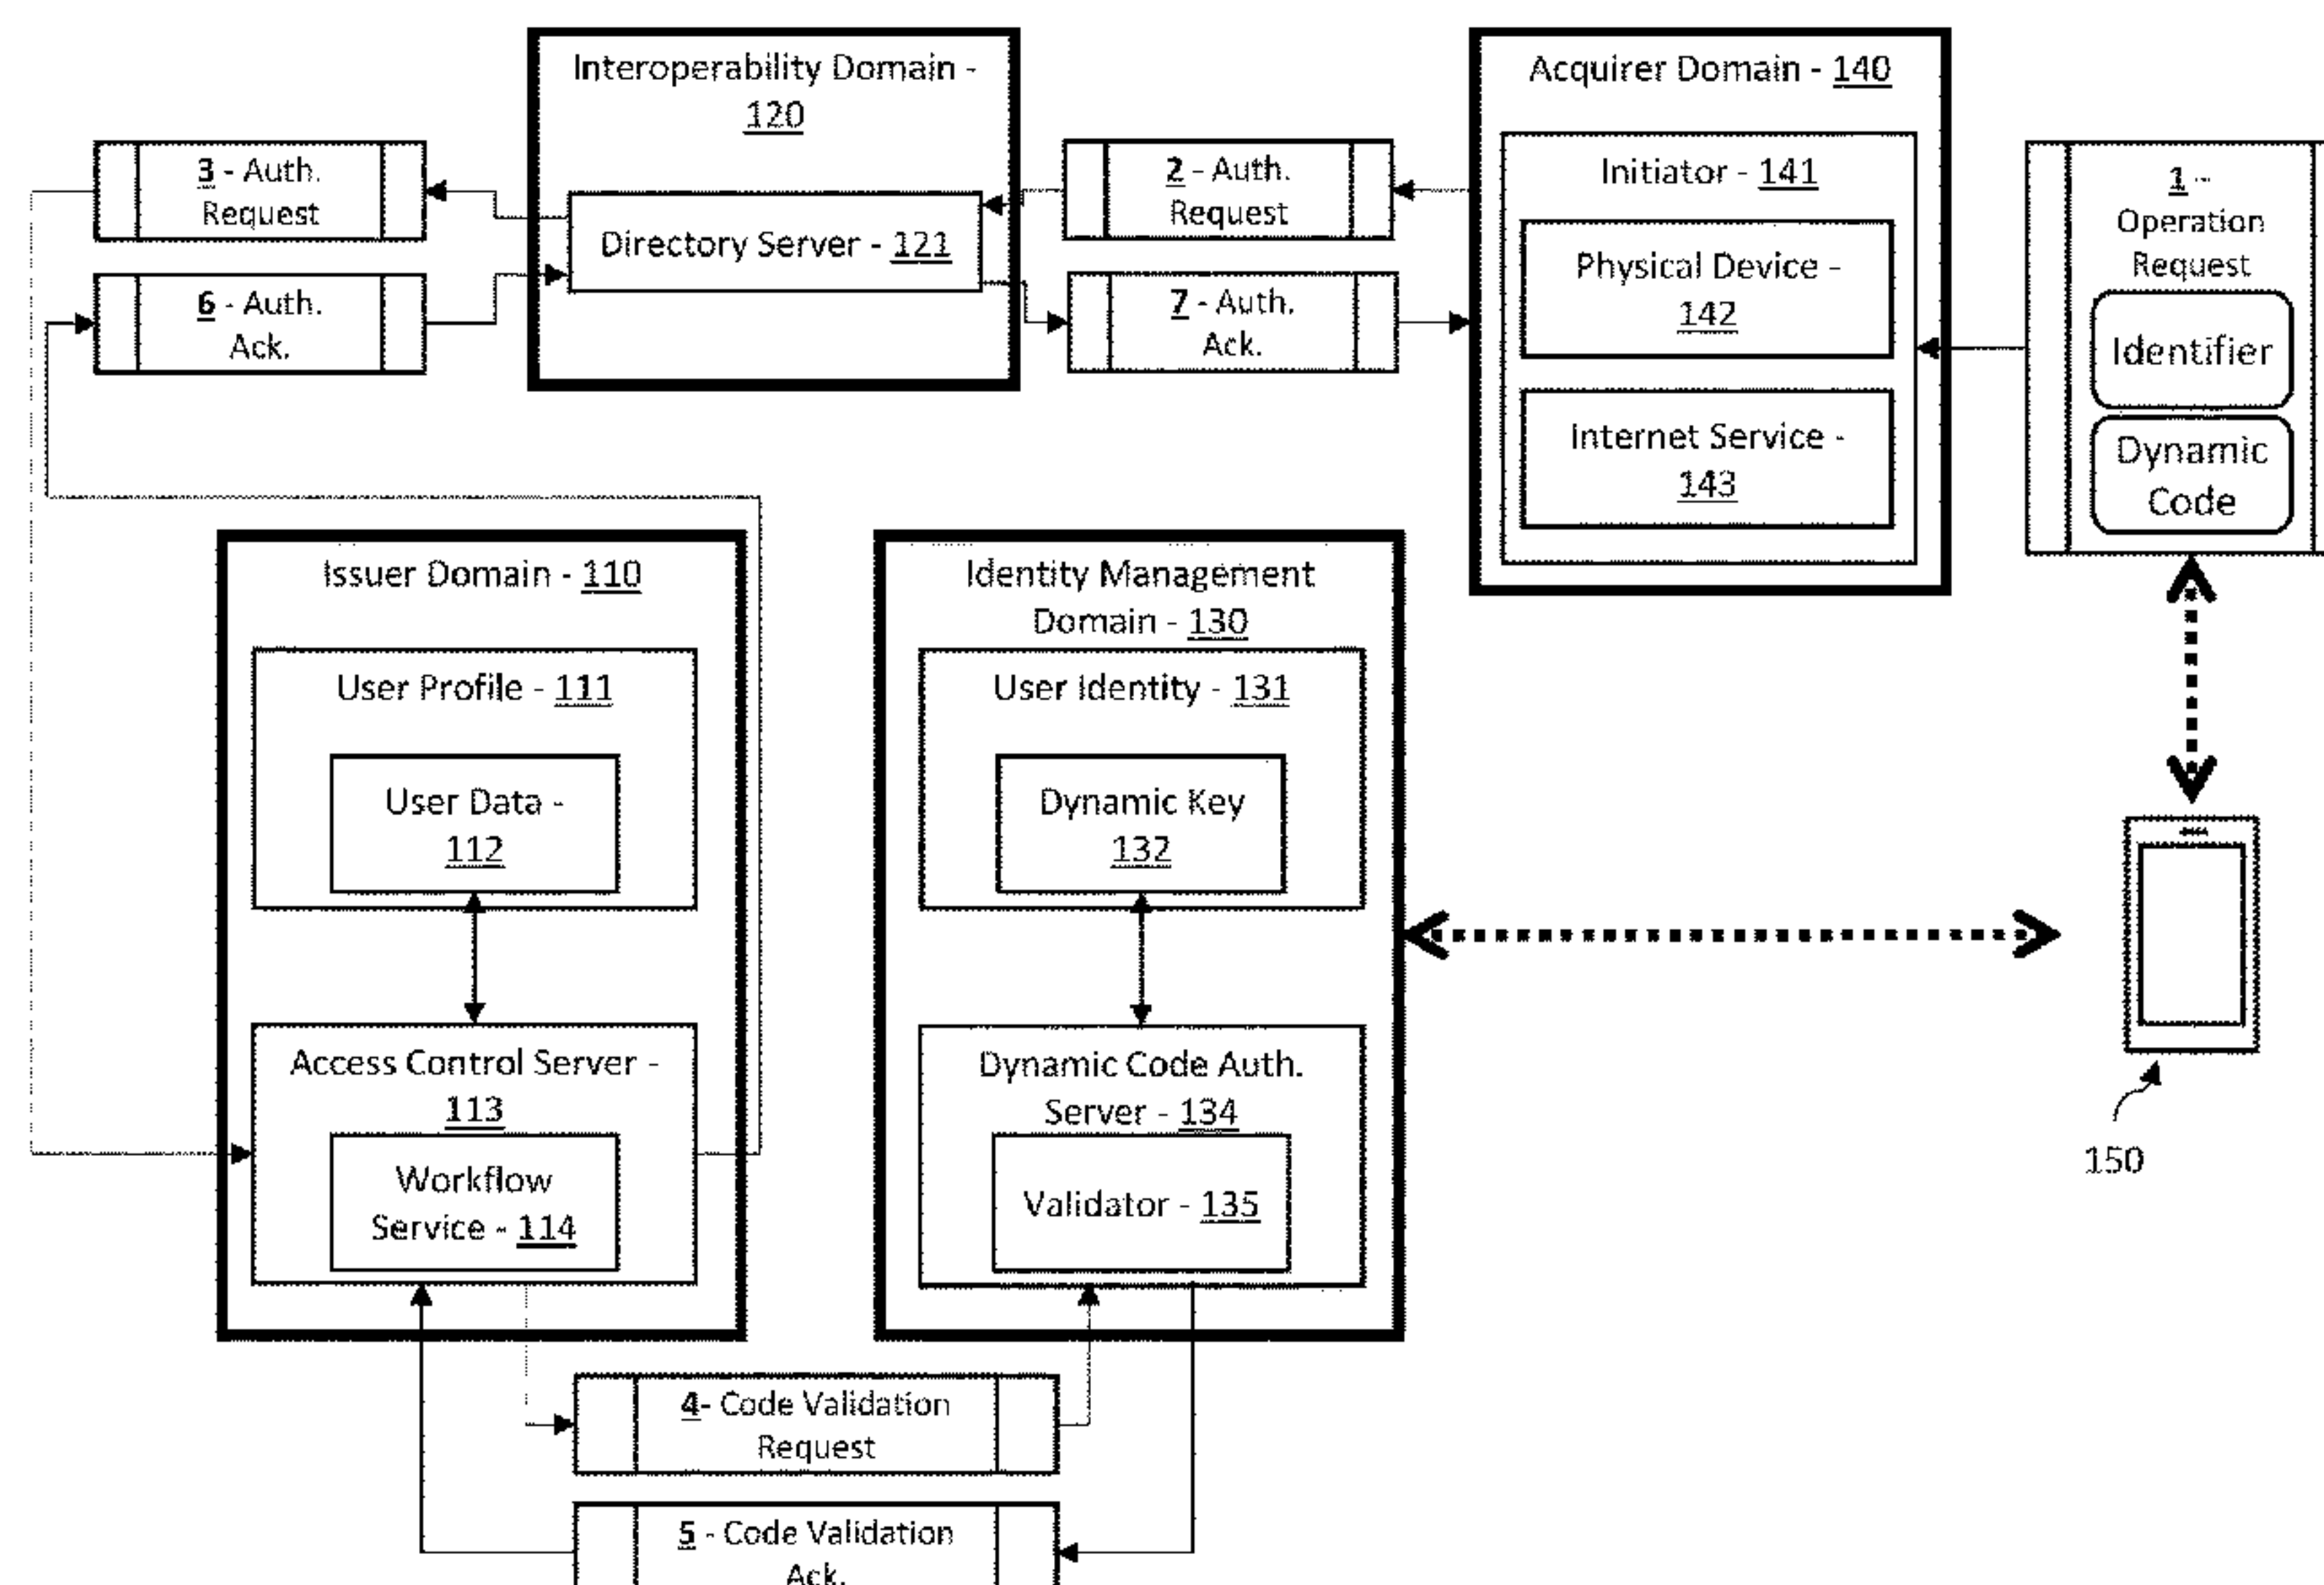 Interoperability Domain -
120
Directory Server - 121
3 - Auth.
Request
6 - Auth.
Ack.
2 - Auth.
Request
7 - Auth.
Ack.
Acquirer Domain - 140
Initiator - 141
Physical Device -
142
Internet Service -
143
1 -
Operation
Request
Identifier
Dynamic
Code
Issuer Domain - 110
User Profile - 111
User Data -
112
Access Control Server -
113
Workflow
Service - 114
Identity Management
Domain - 130
User Identity - 131
Dynamic Key
132
Dynamic Code Auth.
Server - 134
Validator - 135
150
4- Code Validation
Request
5 - Code Validation
Ack.